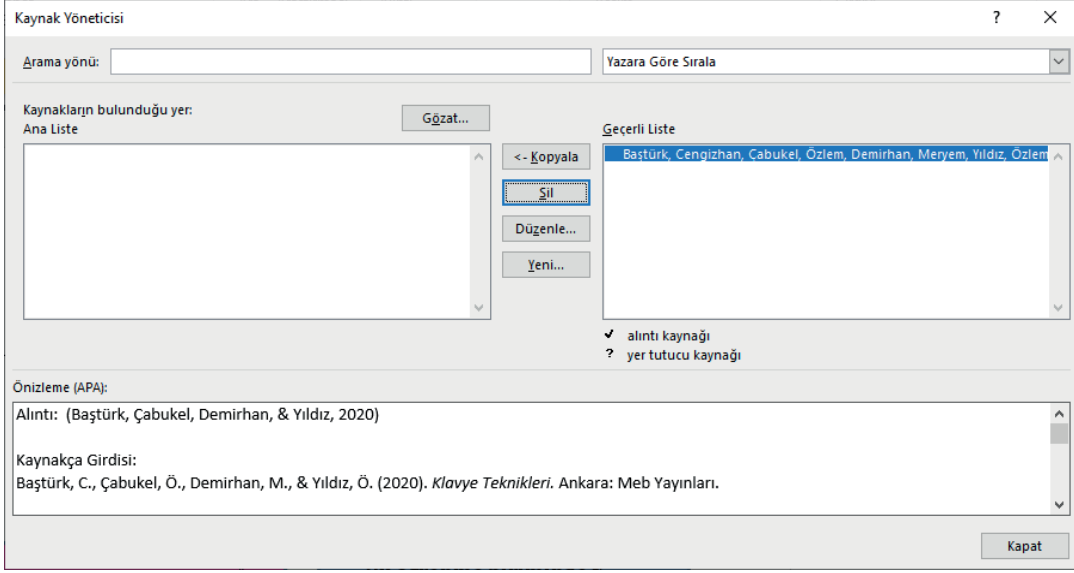 Kaynak Yöneticisi
Arama yönü:
Yazara Göre Sırala
Kaynakların bulunduğu yer:
Ana Liste
Gözat...
Geçerli Liste
<- Kopyala
Sil
Düzenle...
Yeni...
Baştürk, Cengizhan, Çabukel, Özlem, Demirhan, Meryem, Yıldız, Özlem
✓ alıntı kaynağı
? yer tutucu kaynağı
Önizleme (APA):
Alıntı: (Baştürk, Çabukel, Demirhan, & Yıldız, 2020)
Kaynakça Girdisi:
Baştürk, C., Çabukel, Ö., Demirhan, M., & Yıldız, Ö. (2020). Klavye Teknikleri. Ankara: Meb Yayınları.
Kapat